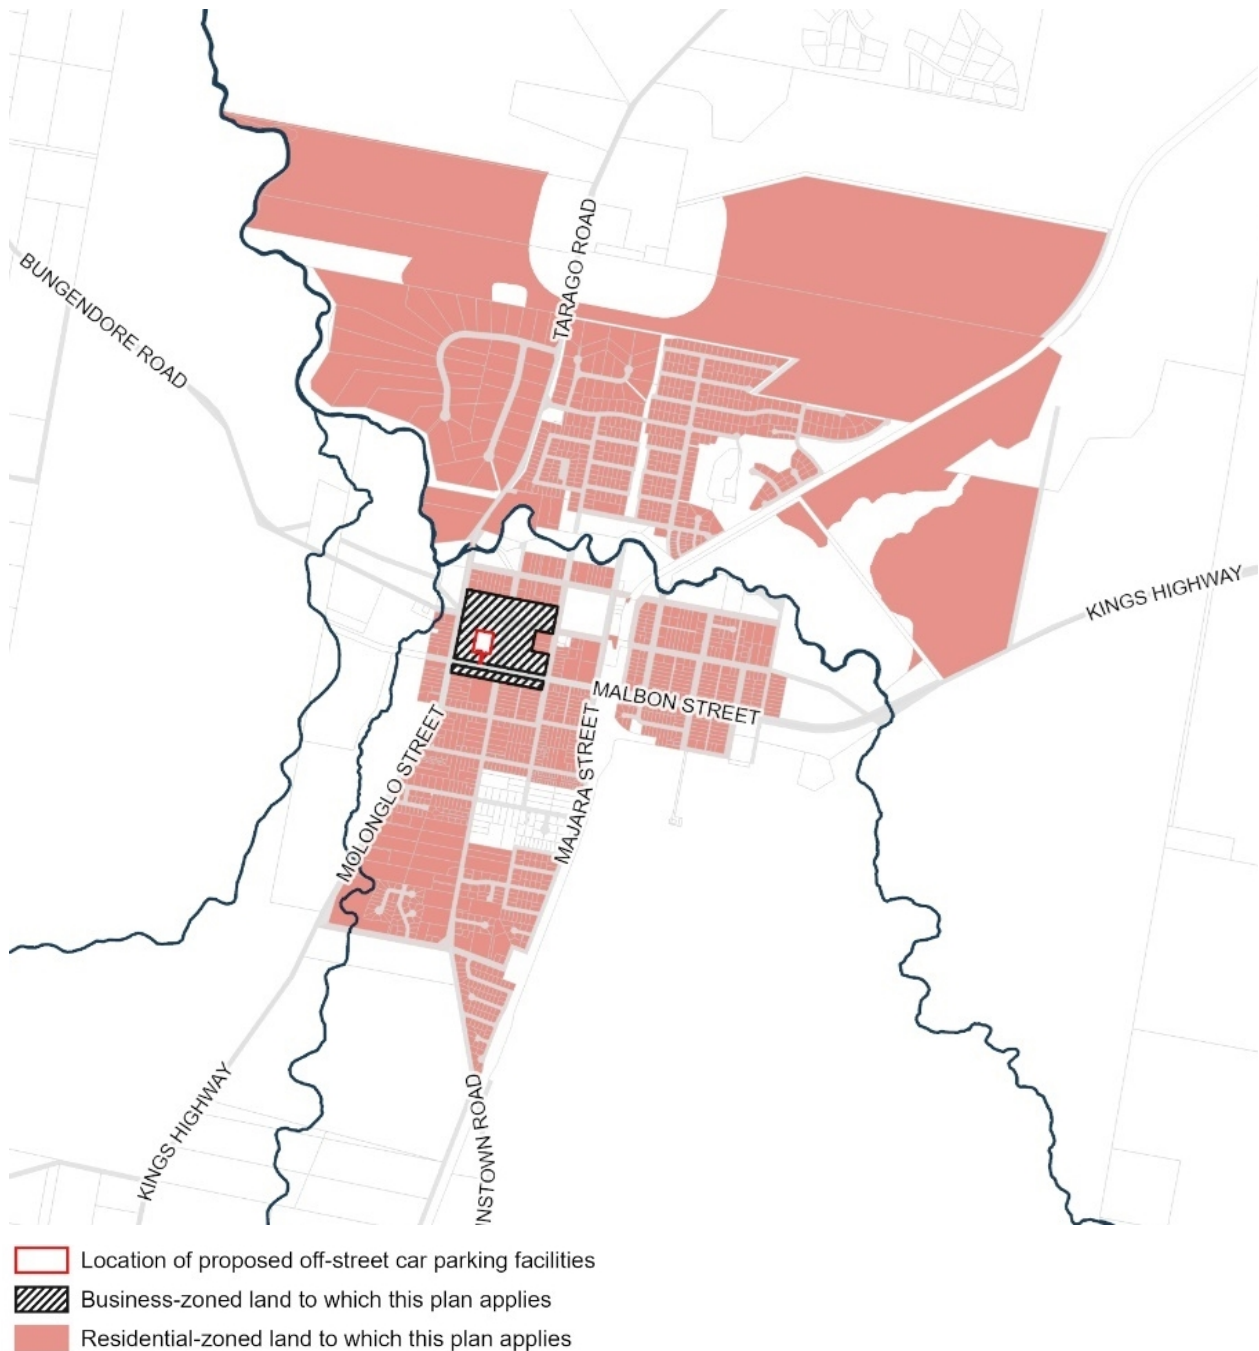 TARAGO ROAD
BUNGENDORE ROAD
KINGS HIGHWAY
MALBON STREET
MOLONGLO STREET
MAJARA STREET
KINGS HIGHWAY
NSTOWN ROAD
Location of proposed off-street car parking facilities
Business-zoned land to which this plan applies
Residential-zoned land to which this plan applies